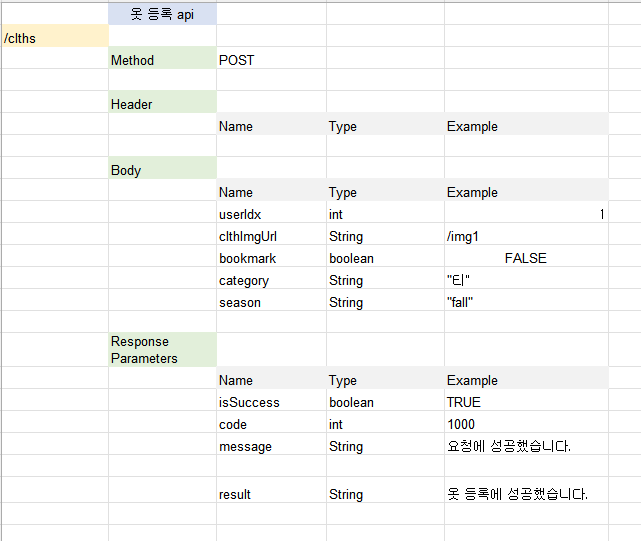 옷 등록 api
/clths
Method POST
Header
Name Type Example
Body
Name Type Example
userIdx int 1
clthImgUrl String /img1
bookmark boolean FALSE
category String "티"
season String "fall"
Response
Parameters
Name Type Example
isSuccess boolean TRUE
code int 1000
message String 요청에 성공했습니다.
result String 옷 등록에 성공했습니다.